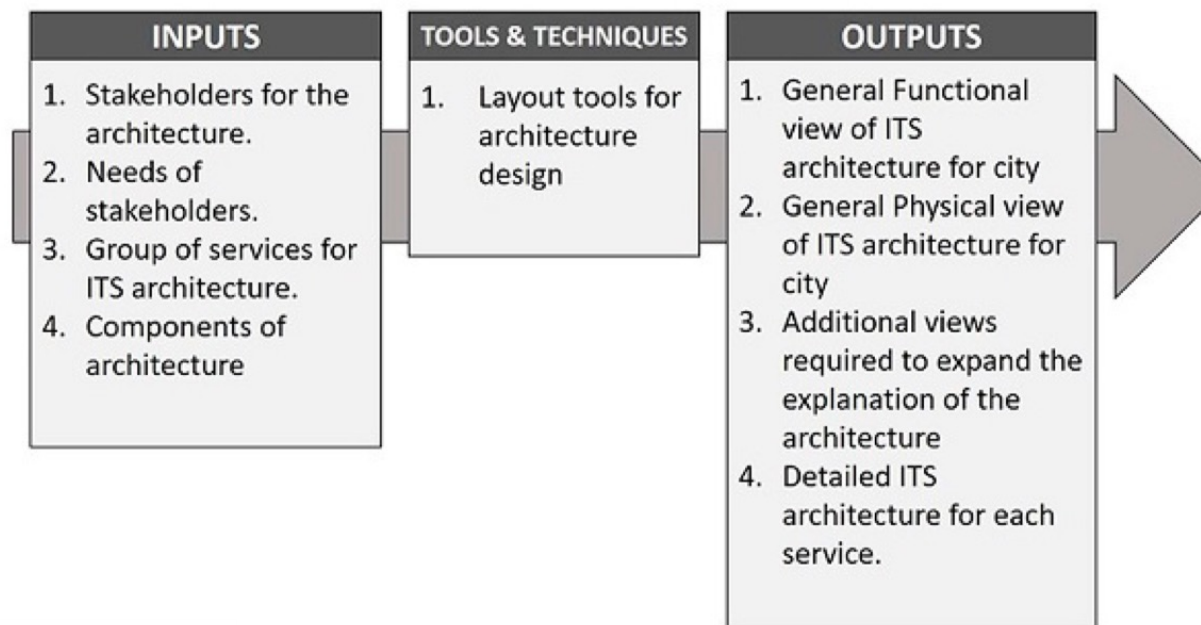 INPUTS
1. Stakeholders for the
architecture.
2. Needs of
stakeholders.
3. Group of services for
ITS architecture.
4. Components of
architecture
TOOLS & TECHNIQUES
1. Layout tools for
architecture
design
OUTPUTS
1. General Functional
view of ITS
architecture for city
2. General Physical view
of ITS architecture for
city
3. Additional views
required to expand the
explanation of the
architecture
4. Detailed ITS
architecture for each
service.